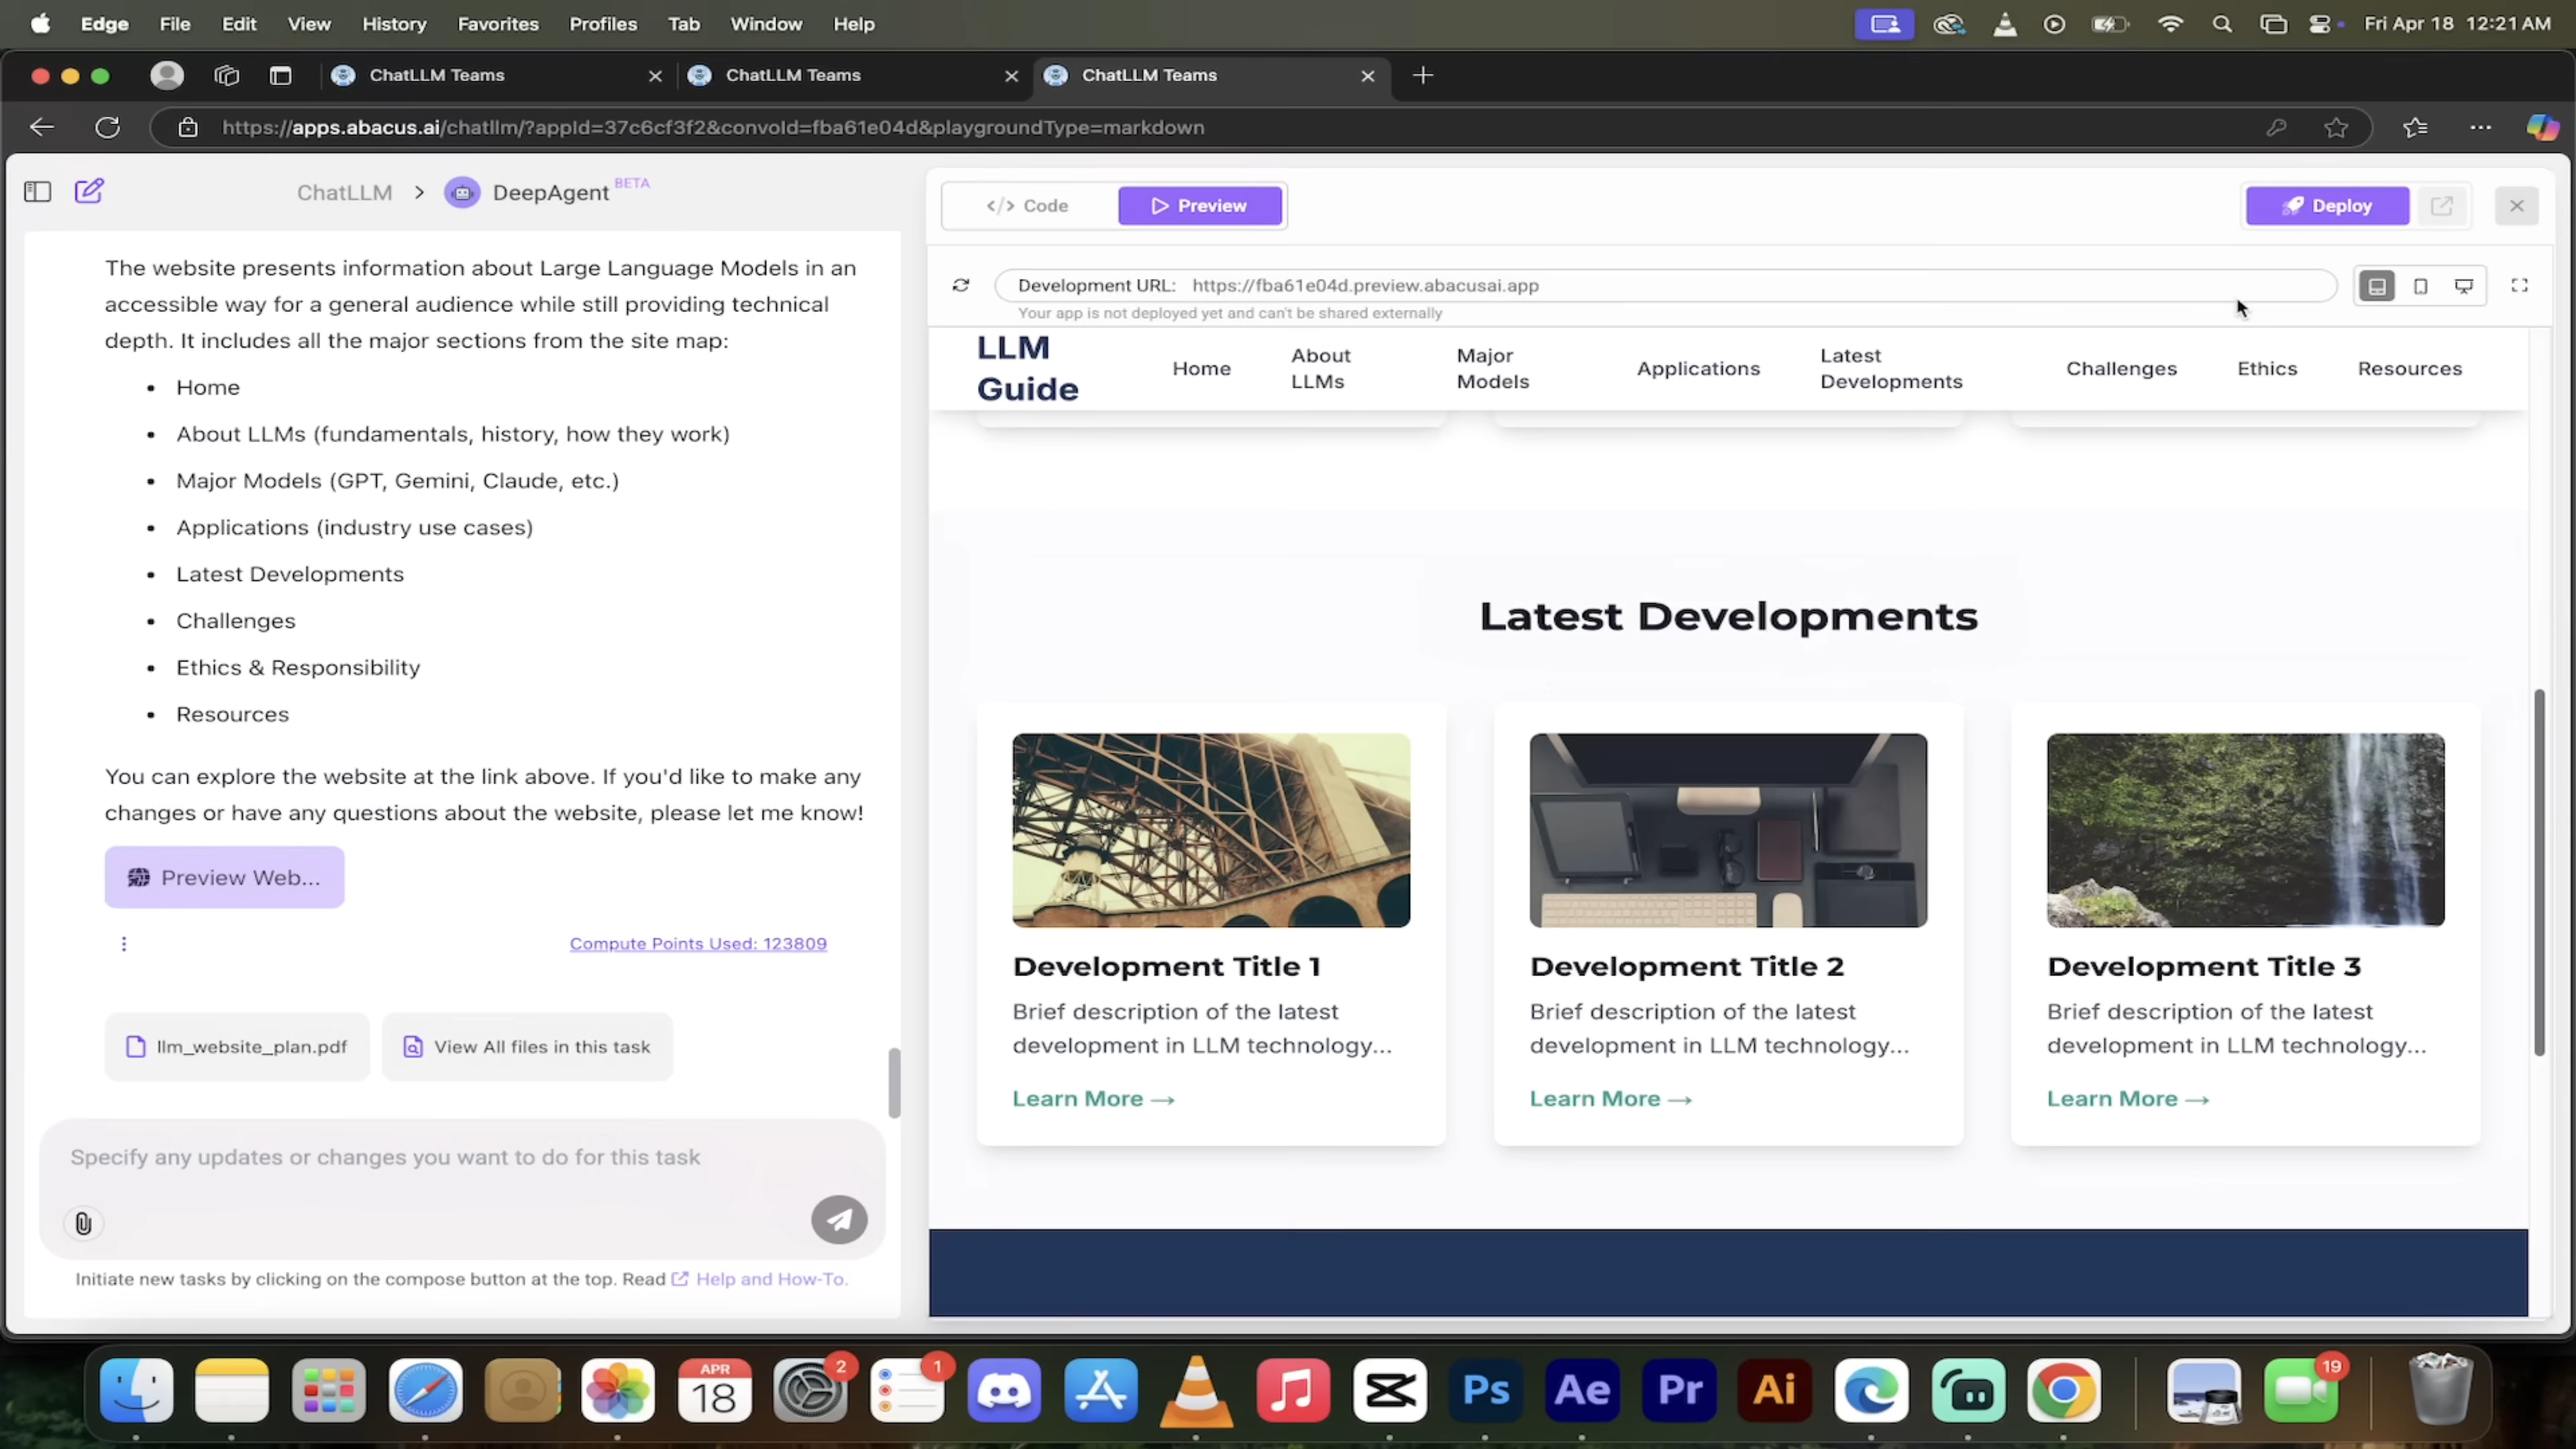 Edge File Edit View History Favorites Profiles Tab Window Help
Fri Apr 18 12:21 AM
ChatLLM Teams
ChatLLM Teams
ChatLLM Teams
https://apps.abacus.ai/chatllm/?appId=37c6cf3f2&convoId=fba61e04d&playgroundType=markdown
ChatLLM > DeepAgent BETA
The website presents information about Large Language Models in an
accessible way for a general audience while still providing technical
depth. It includes all the major sections from the site map:
• Home
• About LLMs (fundamentals, history, how they work)
• Major Models (GPT, Gemini, Claude, etc.)
• Applications (industry use cases)
• Latest Developments
• Challenges
• Ethics & Responsibility
• Resources
You can explore the website at the link above. If you'd like to make any
changes or have any questions about the website, please let me know!
Preview Web...
Compute Points Used: 123809
llm_website_plan.pdf
View All files in this task
Specify any updates or changes you want to do for this task
Initiate new tasks by clicking on the compose button at the top. Read Help and How-To.
</> Code
Preview
Deploy
Development URL: https://fba61e04d.preview.abacusai.app
Your app is not deployed yet and can't be shared externally
LLM
Guide
Home
About
LLMs
Major
Models
Applications
Latest
Developments
Challenges
Ethics
Resources
Latest Developments
Development Title 1
Brief description of the latest
development in LLM technology...
Learn More →
Development Title 2
Brief description of the latest
development in LLM technology...
Learn More →
Development Title 3
Brief description of the latest
development in LLM technology...
Learn More →
APR
18
2
1
Ps
Ae
Pr
Ai
19